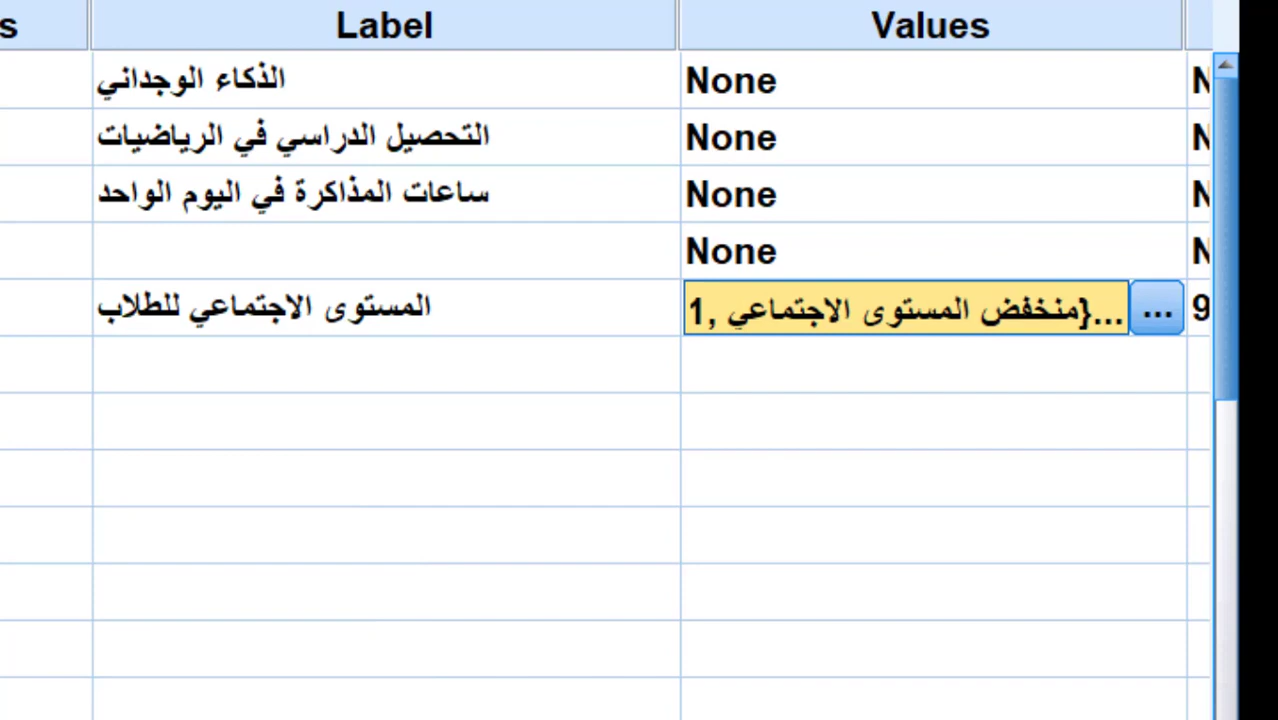 s Label Values
الذكاء الوجداني None N
التحصيل الدراسي في الرياضيات None N
ساعات المذاكرة في اليوم الواحد None N
None N
المستوى الاجتماعي للطلاب {1, منخفض المستوى الاجتماعي... ... 9